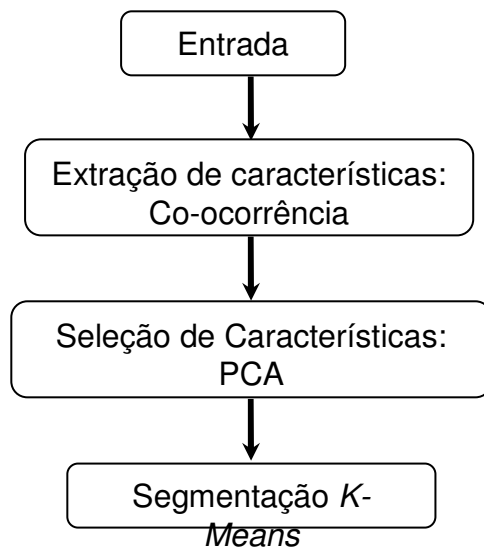 Entrada
Extração de características:
Co-ocorrência
Seleção de Características:
PCA
Segmentação K-
Means